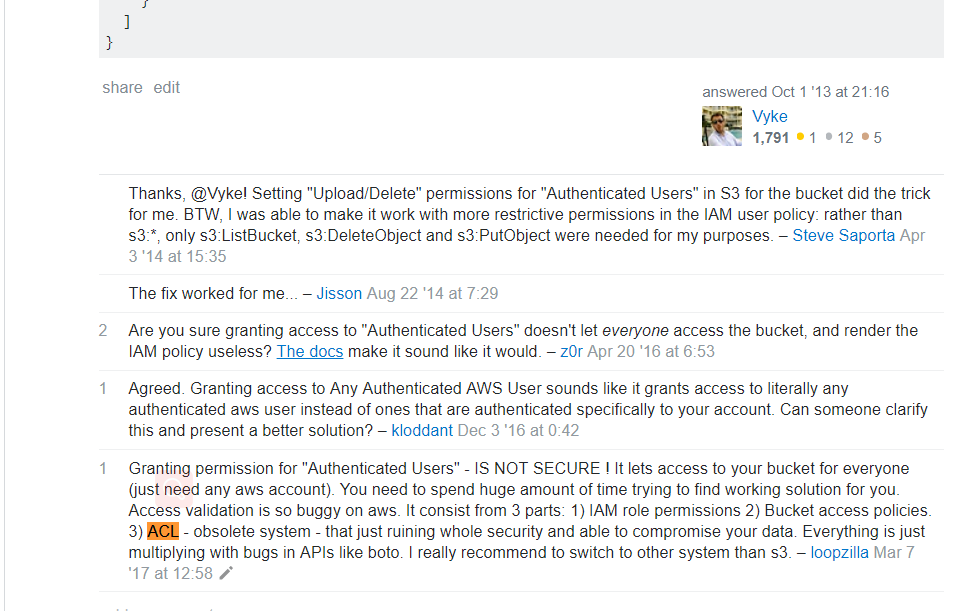 }
]
}
share edit
answered Oct 1 '13 at 21:16
Vyke
1,791 1 12 5
Thanks, @Vyke! Setting "Upload/Delete" permissions for "Authenticated Users" in S3 for the bucket did the trick
for me. BTW, I was able to make it work with more restrictive permissions in the IAM user policy: rather than
s3:*, only s3:ListBucket, s3:DeleteObject and s3:PutObject were needed for my purposes. – Steve Saporta Apr
3 '14 at 15:35
The fix worked for me... – Jisson Aug 22 '14 at 7:29
2 Are you sure granting access to "Authenticated Users" doesn't let everyone access the bucket, and render the
IAM policy useless? The docs make it sound like it would. – z0r Apr 20 '16 at 6:53
1 Agreed. Granting access to Any Authenticated AWS User sounds like it grants access to literally any
authenticated aws user instead of ones that are authenticated specifically to your account. Can someone clarify
this and present a better solution? – kloddant Dec 3 '16 at 0:42
1 Granting permission for "Authenticated Users" - IS NOT SECURE ! It lets access to your bucket for everyone
(just need any aws account). You need to spend huge amount of time trying to find working solution for you.
Access validation is so buggy on aws. It consist from 3 parts: 1) IAM role permissions 2) Bucket access policies.
3) ACL - obsolete system - that just ruining whole security and able to compromise your data. Everything is just
multiplying with bugs in APIs like boto. I really recommend to switch to other system than s3. – loopzilla Mar 7
'17 at 12:58